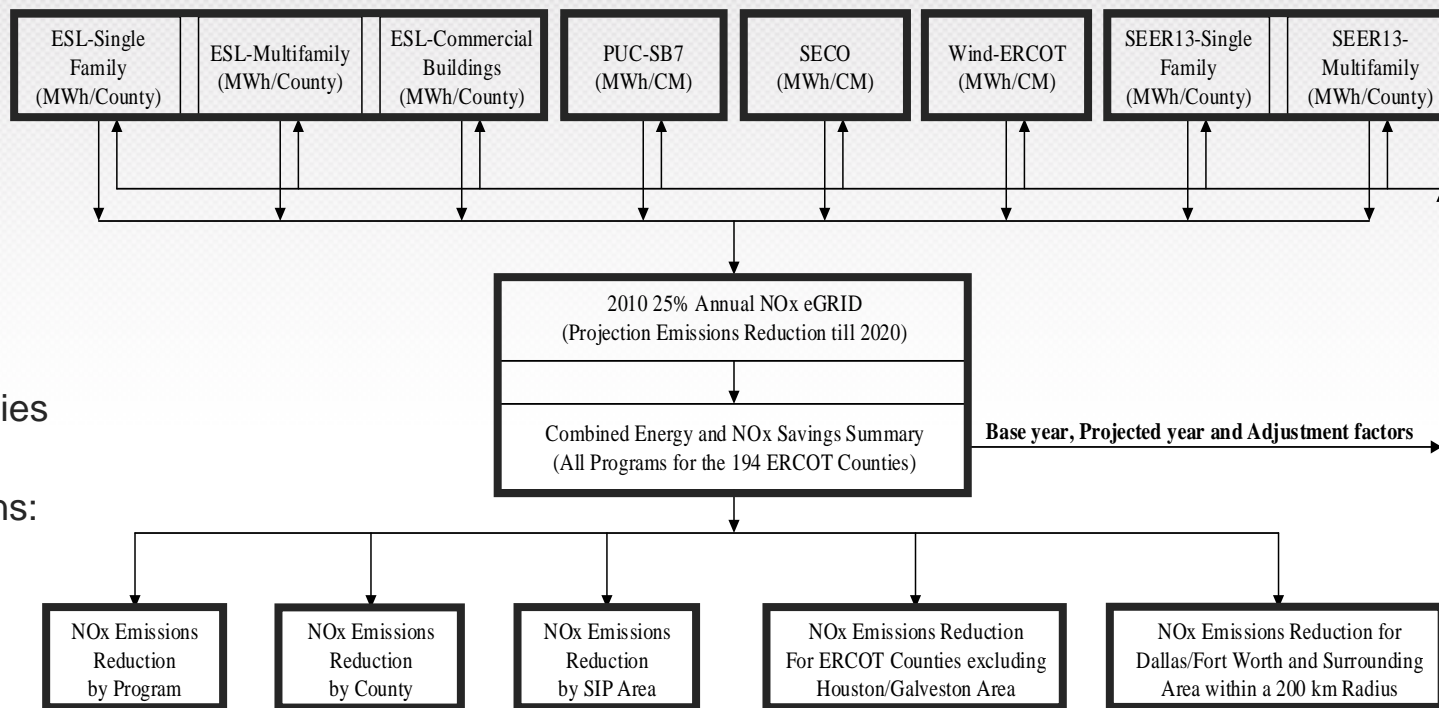 ESL-Single
Family
(MWh/County)
ESL-Multifamily
(MWh/County)
ESL-Commercial
Buildings
(MWh/County)
PUC-SB7
(MWh/CM)
SECO
(MWh/CM)
Wind-ERCOT
(MWh/CM)
SEER13-Single
Family
(MWh/County)
SEER13-
Multifamily
(MWh/County)
2010 25% Annual NOx eGRID
(Projection Emissions Reduction till 2020)
ies
Combined Energy and NOx Savings Summary
(All Programs for the 194 ERCOT Counties)
Base year, Projected year and Adjustment factors
ns:
NOx Emissions
Reduction
by Program
NOx Emissions
Reduction
by County
NOx Emissions
Reduction
by SIP Area
NOx Emissions Reduction
For ERCOT Counties excluding
Houston/Galveston Area
NOx Emissions Reduction for
Dallas/Fort Worth and Surrounding
Area within a 200 km Radius